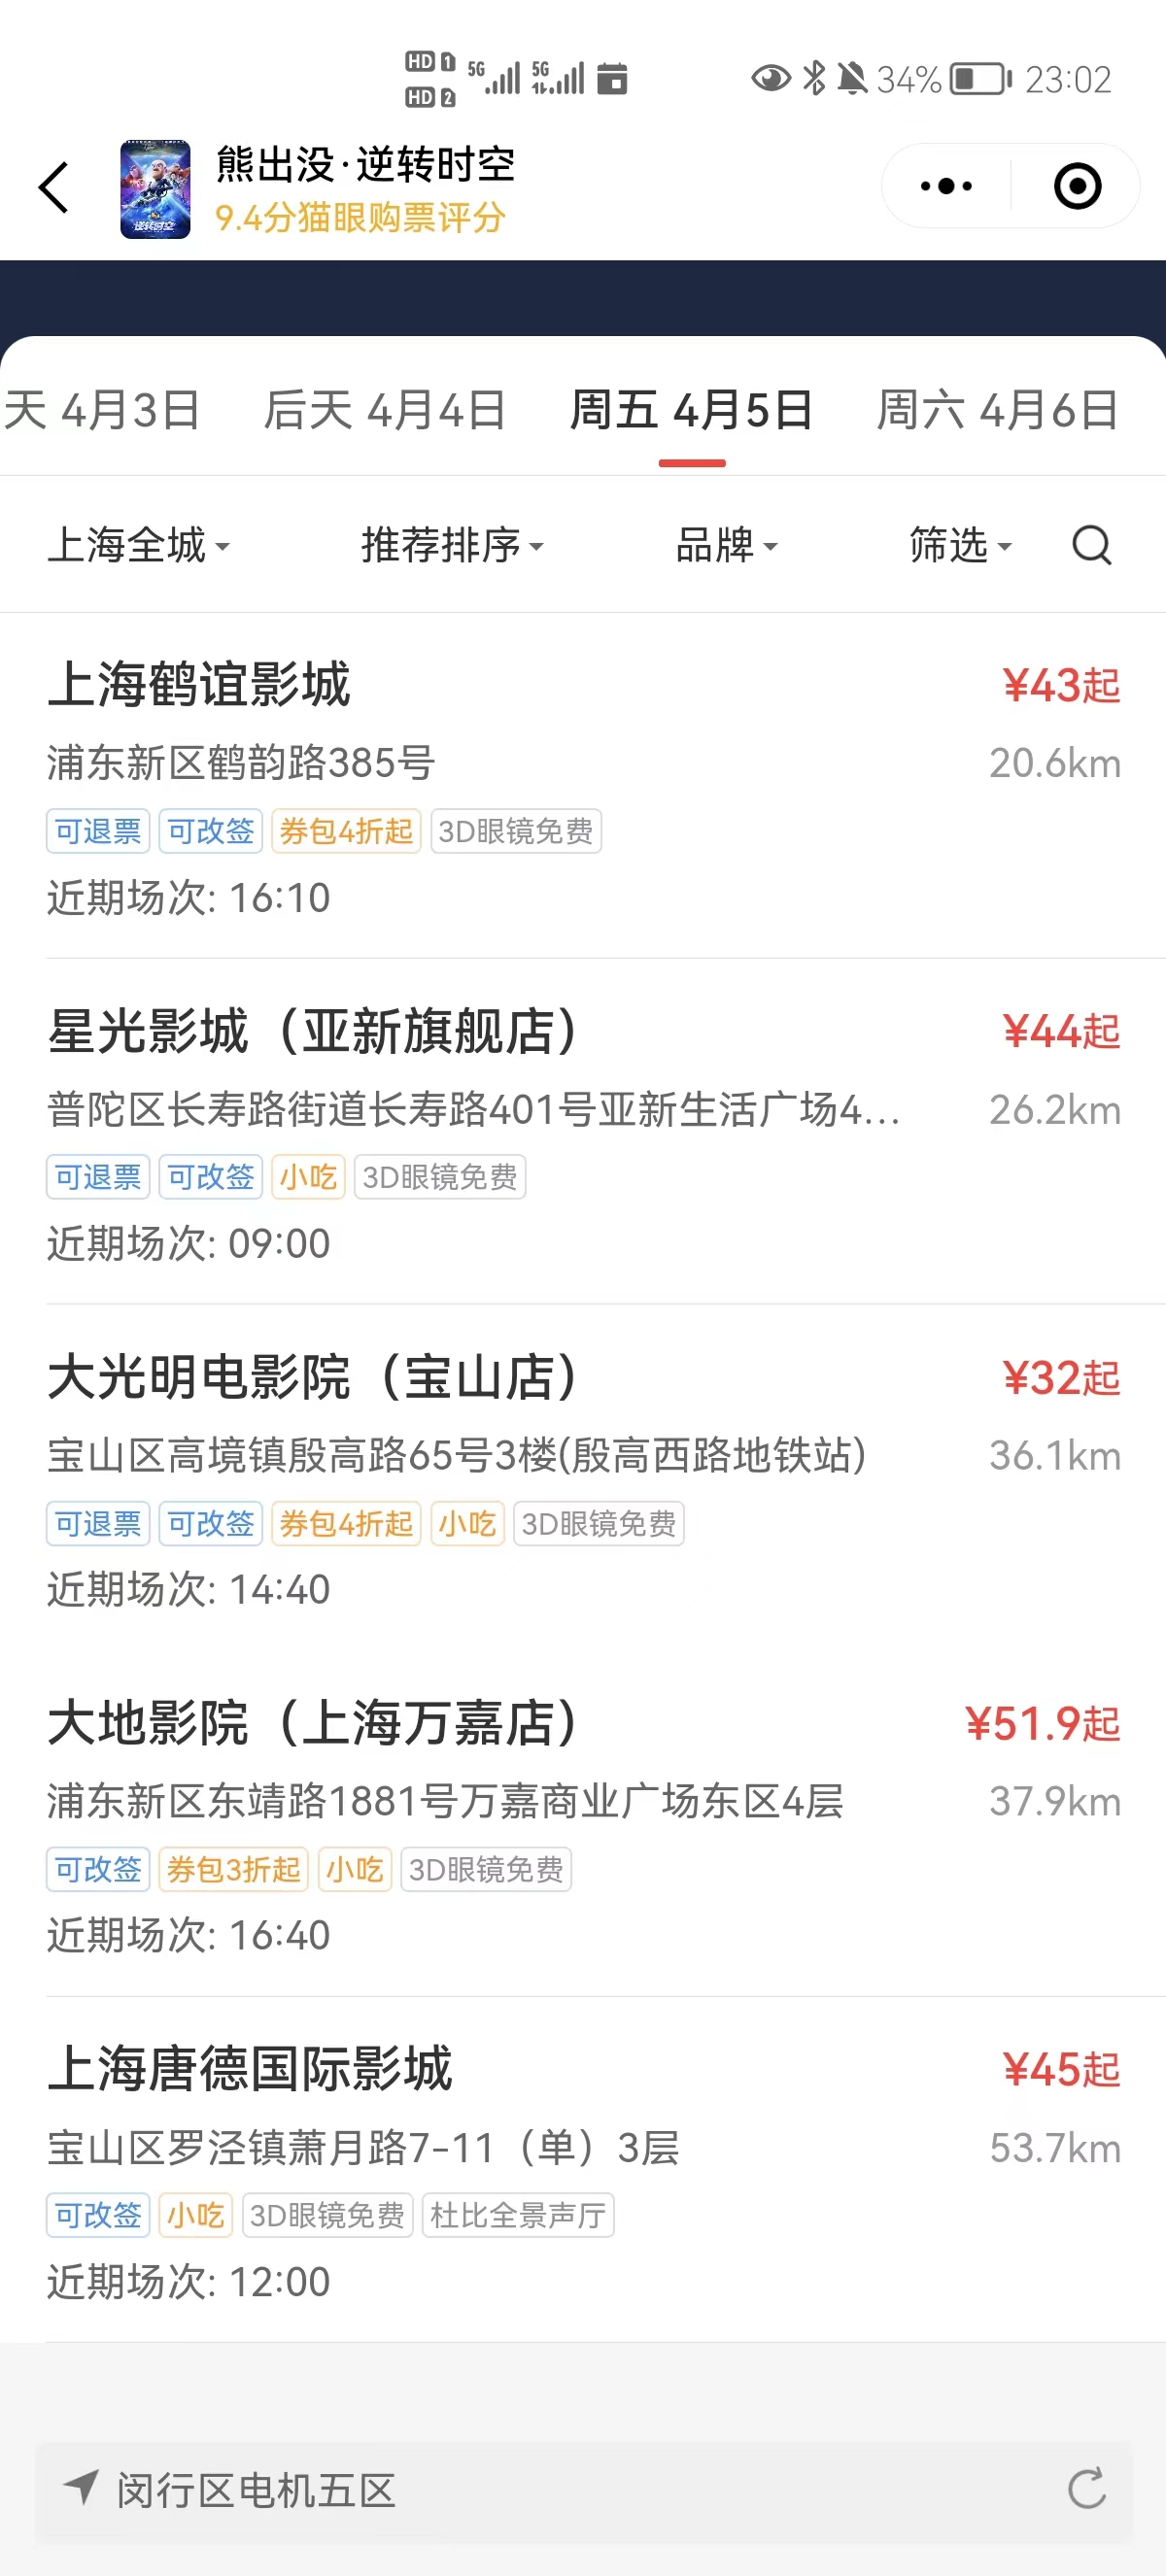 HD 1 5G 5G 34% 23:02
HD 2
熊出没·逆转时空
9.4分猫眼购票评分
逆转时空
天 4月3日 后天 4月4日 周五 4月5日 周六 4月6日
上海全城 推荐排序 品牌 筛选
上海鹤谊影城 ¥43起
浦东新区鹤韵路385号 20.6km
可退票 可改签 券包4折起 3D眼镜免费
近期场次: 16:10
星光影城（亚新旗舰店） ¥44起
普陀区长寿路街道长寿路401号亚新生活广场4... 26.2km
可退票 可改签 小吃 3D眼镜免费
近期场次: 09:00
大光明电影院（宝山店） ¥32起
宝山区高境镇殷高路65号3楼(殷高西路地铁站) 36.1km
可退票 可改签 券包4折起 小吃 3D眼镜免费
近期场次: 14:40
大地影院（上海万嘉店） ¥51.9起
浦东新区东靖路1881号万嘉商业广场东区4层 37.9km
可改签 券包3折起 小吃 3D眼镜免费
近期场次: 16:40
上海唐德国际影城 ¥45起
宝山区罗泾镇萧月路7-11（单）3层 53.7km
可改签 小吃 3D眼镜免费 杜比全景声厅
近期场次: 12:00
闵行区电机五区